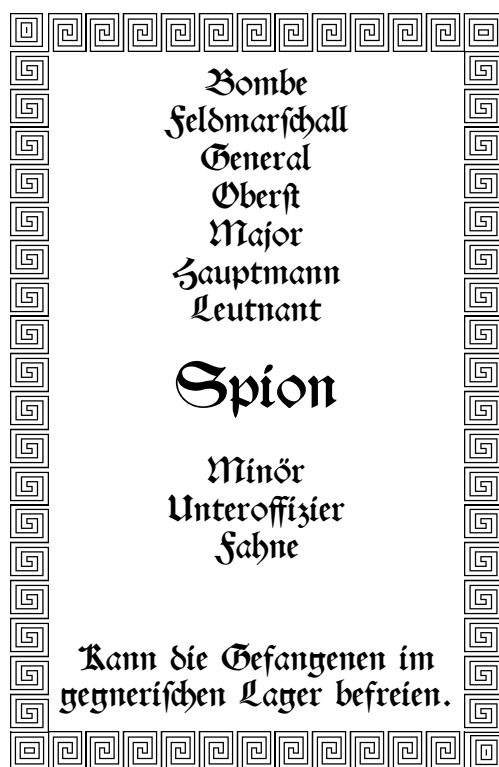 Bombe
Feldmarſchall
General
Oberſt
Major
Hauptmann
Leutnant
Spion
Minör
Unteroffizier
Fahne
Kann die Gefangenen im
gegneriſchen Lager befreien.